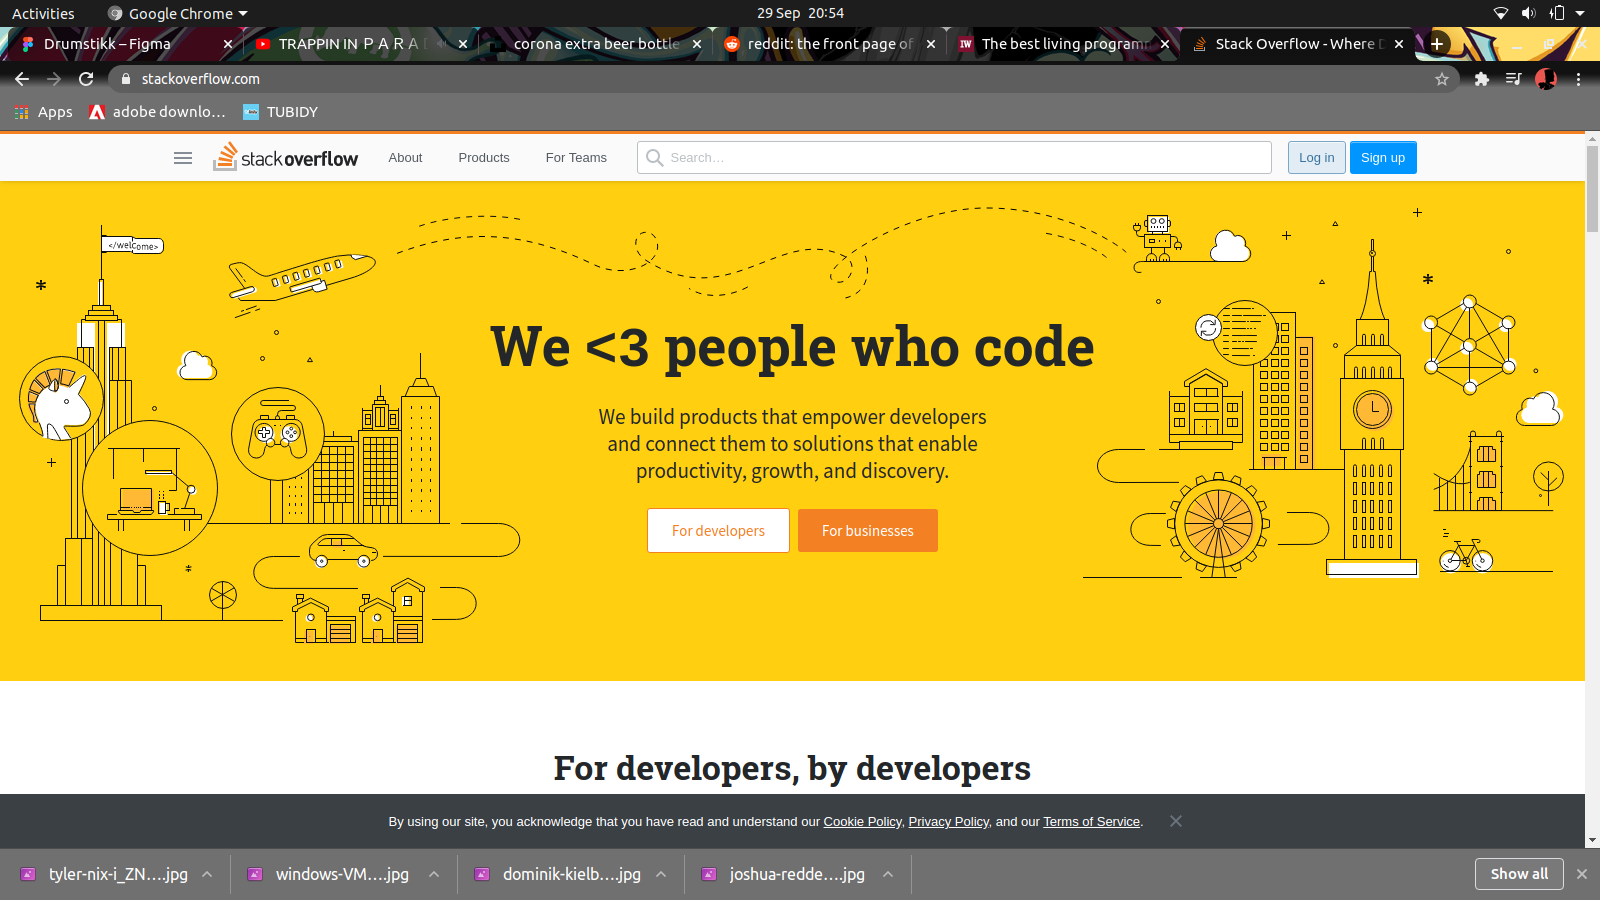 Activities
Google Chrome
29 Sep 20:54
Drumstikk – Figma
TRAPPIN IN P A R A D
corona extra beer bottle
reddit: the front page of
The best living programm
Stack Overflow - Where D
stackoverflow.com
Apps
adobe downlo...
TUBIDY
stackoverflow
About
Products
For Teams
Search...
Log in
Sign up
</welcome>
We <3 people who code
We build products that empower developers
and connect them to solutions that enable
productivity, growth, and discovery.
For developers
For businesses
For developers, by developers
By using our site, you acknowledge that you have read and understand our Cookie Policy, Privacy Policy, and our Terms of Service.
tyler-nix-i_ZN....jpg
windows-VM....jpg
dominik-kielb....jpg
joshua-redde....jpg
Show all